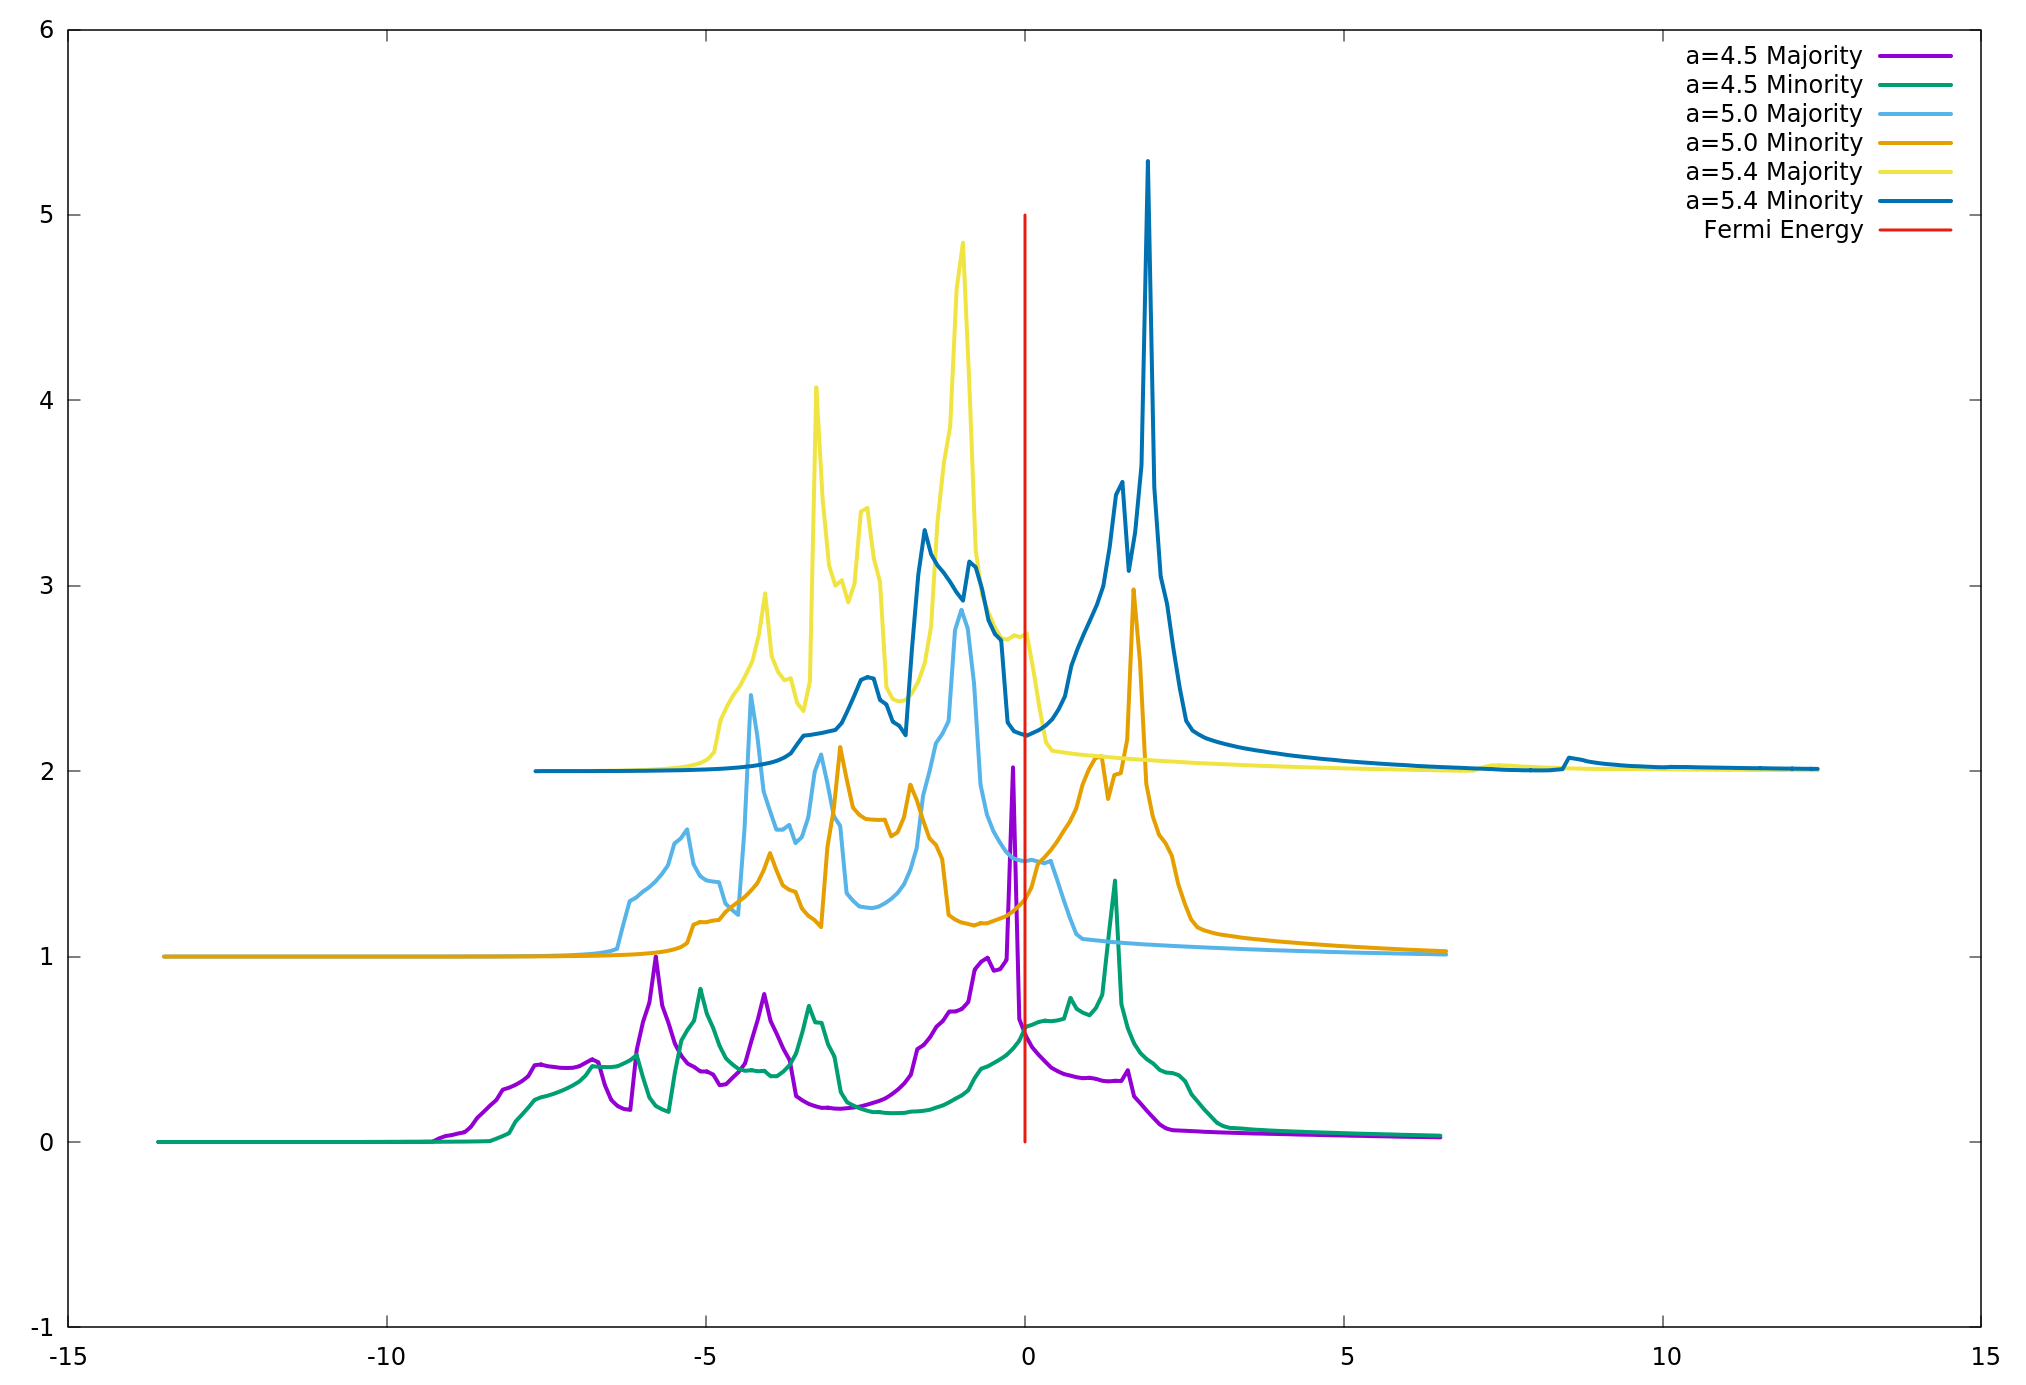 6
5
4
3
2
1
0
-1
-15 -10 -5 0 5 10 15
a=4.5 Majority
a=4.5 Minority
a=5.0 Majority
a=5.0 Minority
a=5.4 Majority
a=5.4 Minority
Fermi Energy